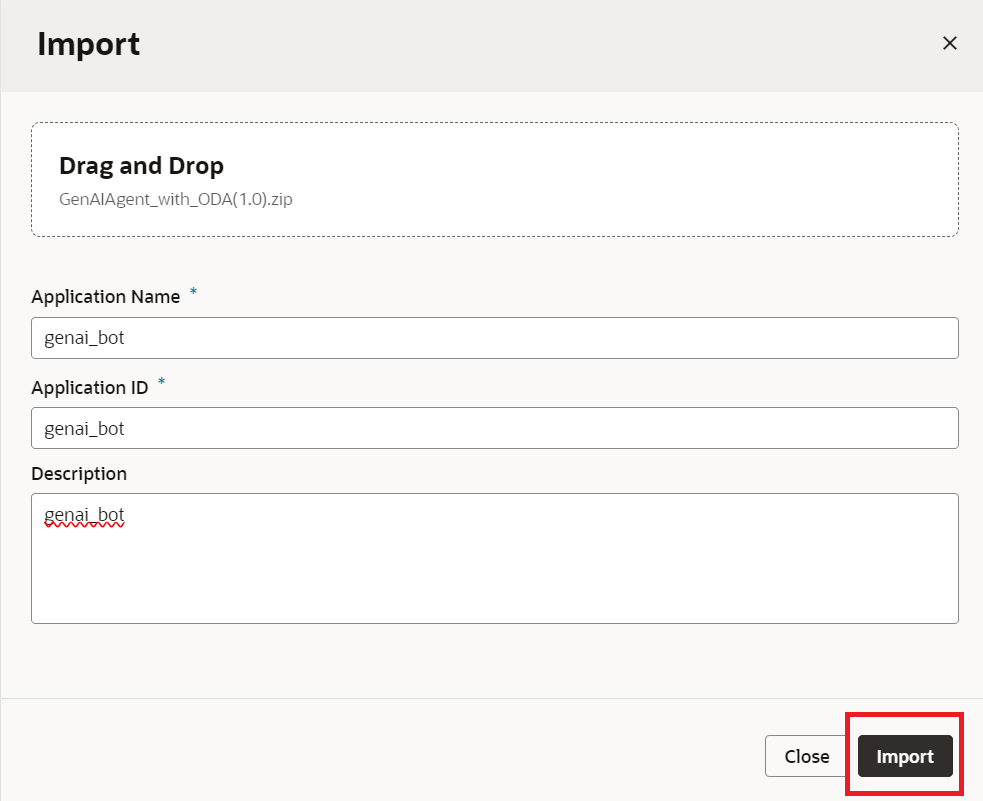 Import
Drag and Drop
GenAIAgent_with_ODA(1.0).zip
Application Name *
genai_bot
Application ID *
genai_bot
Description
genai_bot
Close Import